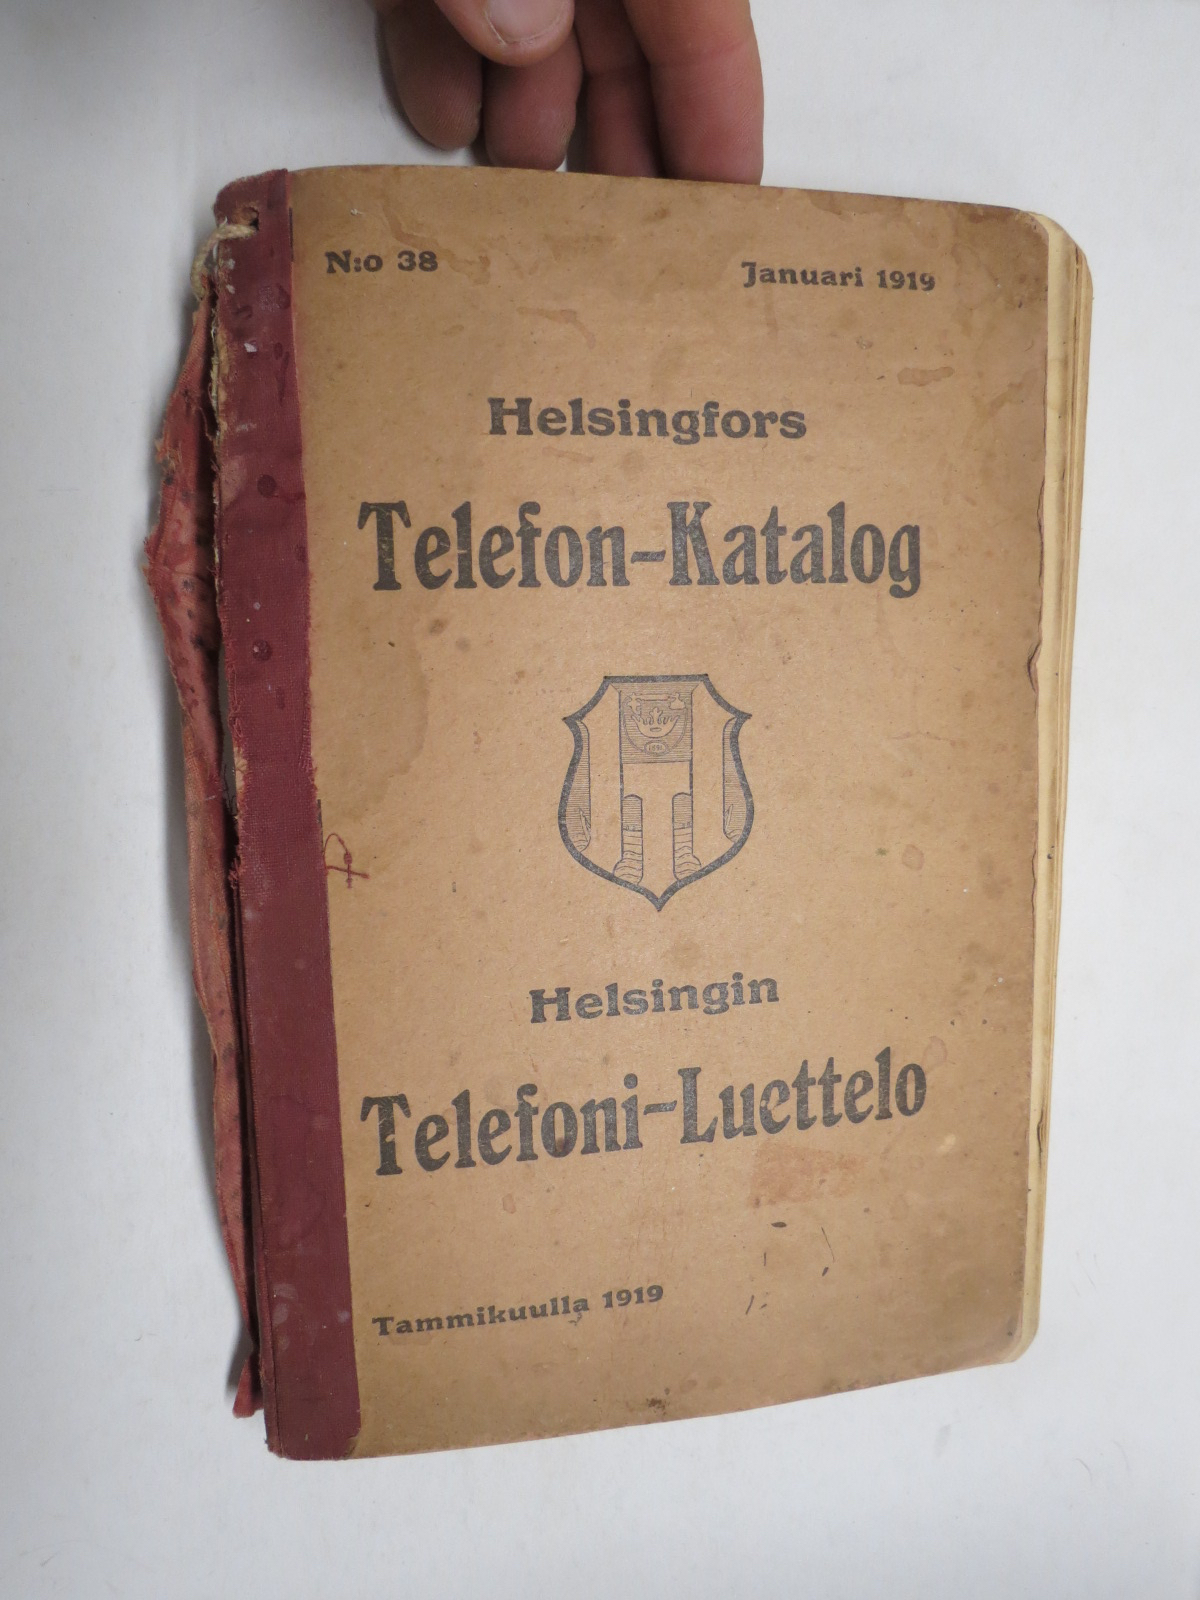 N:o 38
Januari 1919
Helsingfors
Telefon-Katalog
Helsingin
Telefoni-Luettelo
Tammikuulla 1919